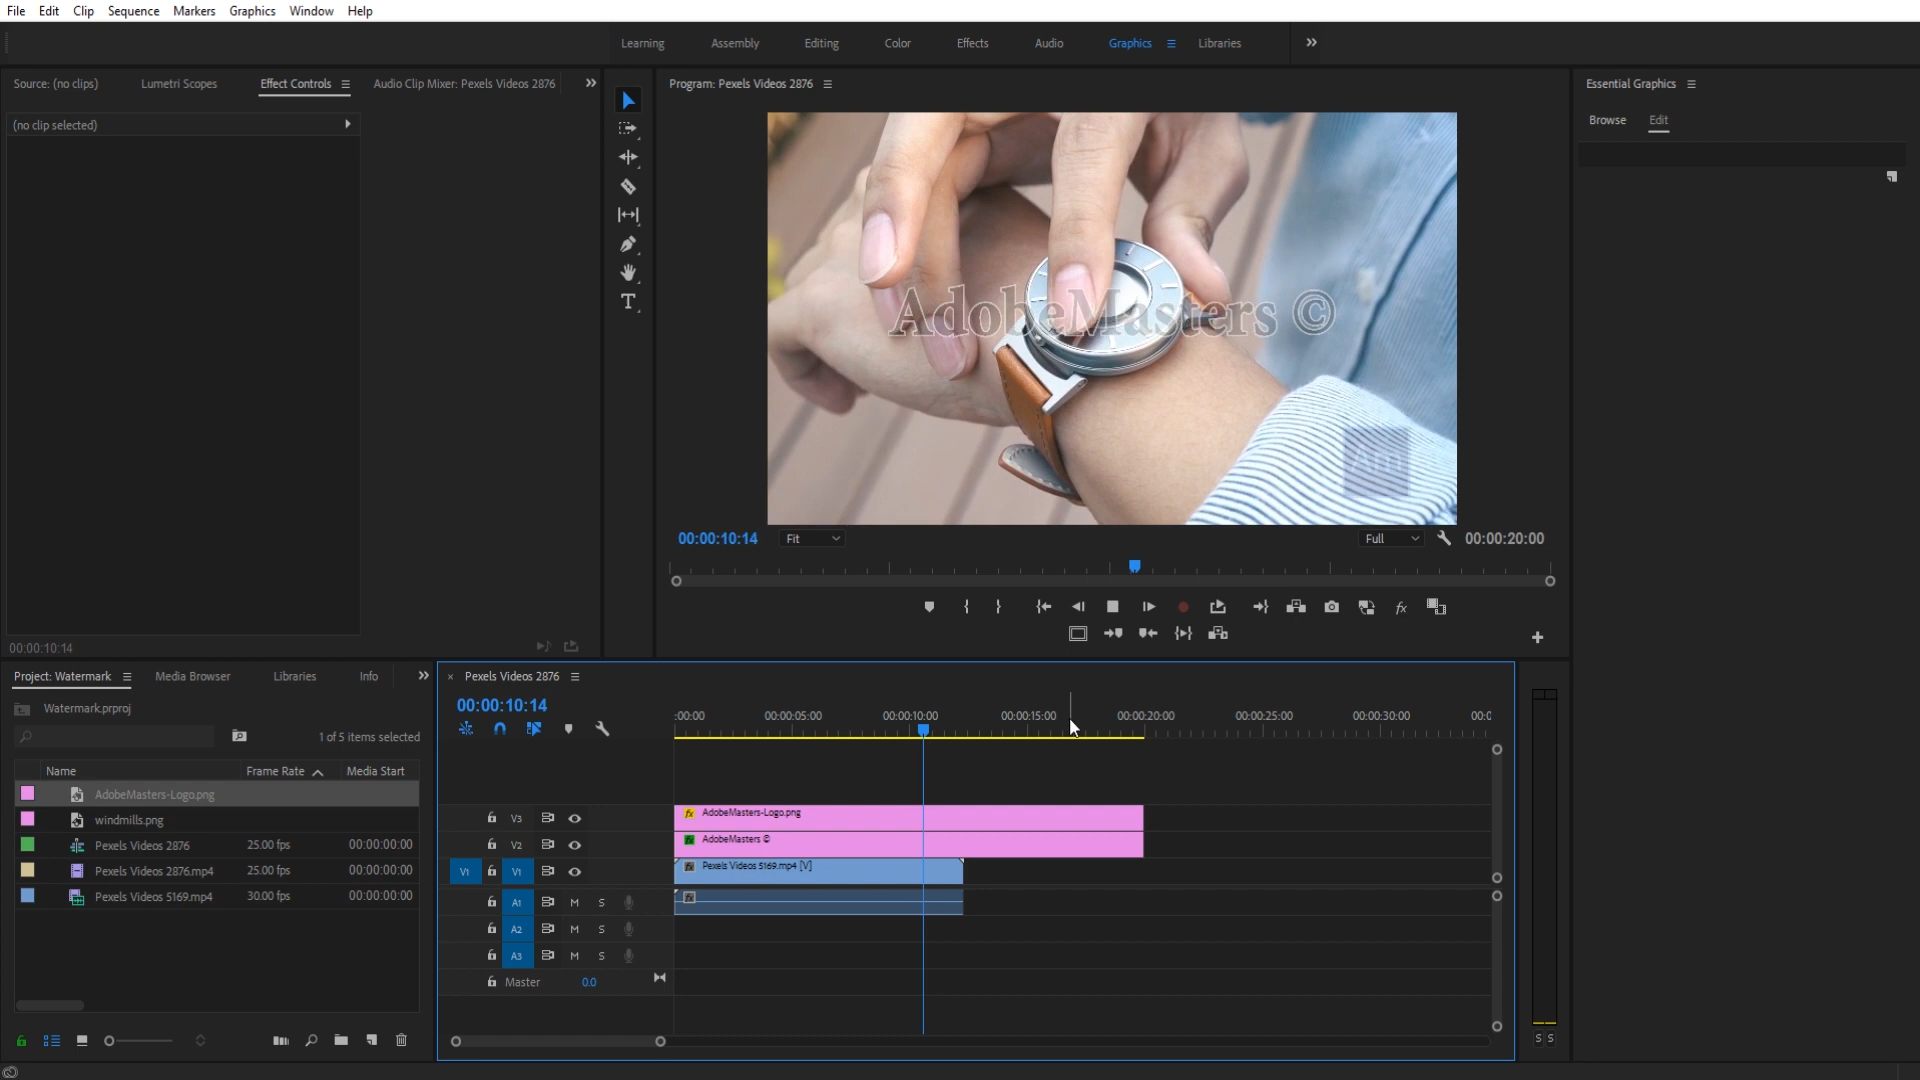 File Edit Clip Sequence Markers Graphics Window Help
Learning Assembly Editing Color Effects Audio Graphics Libraries
Source: (no clips) Lumetri Scopes Effect Controls Audio Clip Mixer: Pexels Videos 2876
(no clip selected)
00:00:10:14
Program: Pexels Videos 2876
AdobeMasters ©
Am
00:00:10:14 Fit Full 00:00:20:00
Essential Graphics
Browse Edit
Project: Watermark Media Browser Libraries Info
Watermark.prproj
1 of 5 items selected
Name Frame Rate Media Start
AdobeMasters-Logo.png
windmills.png
Pexels Videos 2876 25.00 fps 00:00:00:00
Pexels Videos 2876.mp4 25.00 fps 00:00:00:00
Pexels Videos 5169.mp4 30.00 fps 00:00:00:00
× Pexels Videos 2876
00:00:10:14
:00:00 00:00:05:00 00:00:10:00 00:00:15:00 00:00:20:00 00:00:25:00 00:00:30:00 00:0
V3 fx AdobeMasters-Logo.png
V2 fx AdobeMasters ©
V1 V1 fx Pexels Videos 5169.mp4 [V]
A1 M S fx
A2 M S
A3 M S
Master 0.0
S S